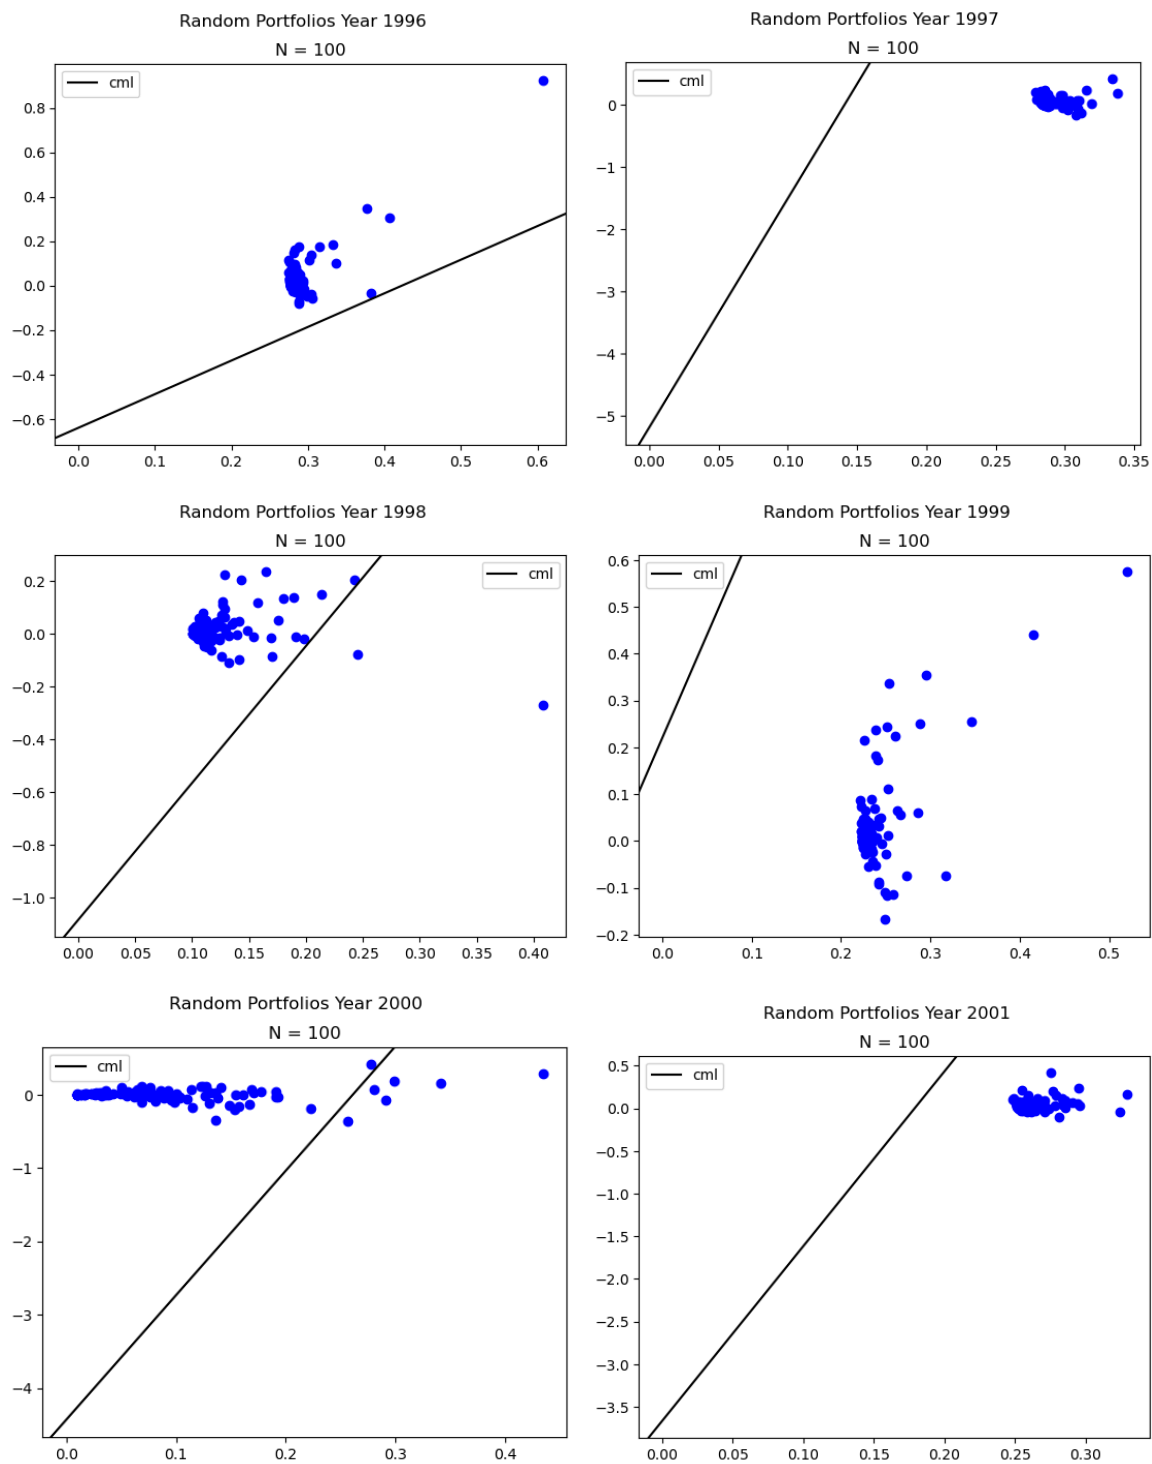 Random Portfolios Year 1996
N = 100
cml
0.8
0.6
0.4
0.2
0.0
−0.2
−0.4
−0.6
0.0 0.1 0.2 0.3 0.4 0.5 0.6
Random Portfolios Year 1997
N = 100
cml
0
−1
−2
−3
−4
−5
0.00 0.05 0.10 0.15 0.20 0.25 0.30 0.35
Random Portfolios Year 1998
N = 100
cml
0.2
0.0
−0.2
−0.4
−0.6
−0.8
−1.0
0.00 0.05 0.10 0.15 0.20 0.25 0.30 0.35 0.40
Random Portfolios Year 1999
N = 100
cml
0.6
0.5
0.4
0.3
0.2
0.1
0.0
−0.1
−0.2
0.0 0.1 0.2 0.3 0.4 0.5
Random Portfolios Year 2000
N = 100
cml
0
−1
−2
−3
−4
0.0 0.1 0.2 0.3 0.4
Random Portfolios Year 2001
N = 100
cml
0.5
0.0
−0.5
−1.0
−1.5
−2.0
−2.5
−3.0
−3.5
0.00 0.05 0.10 0.15 0.20 0.25 0.30